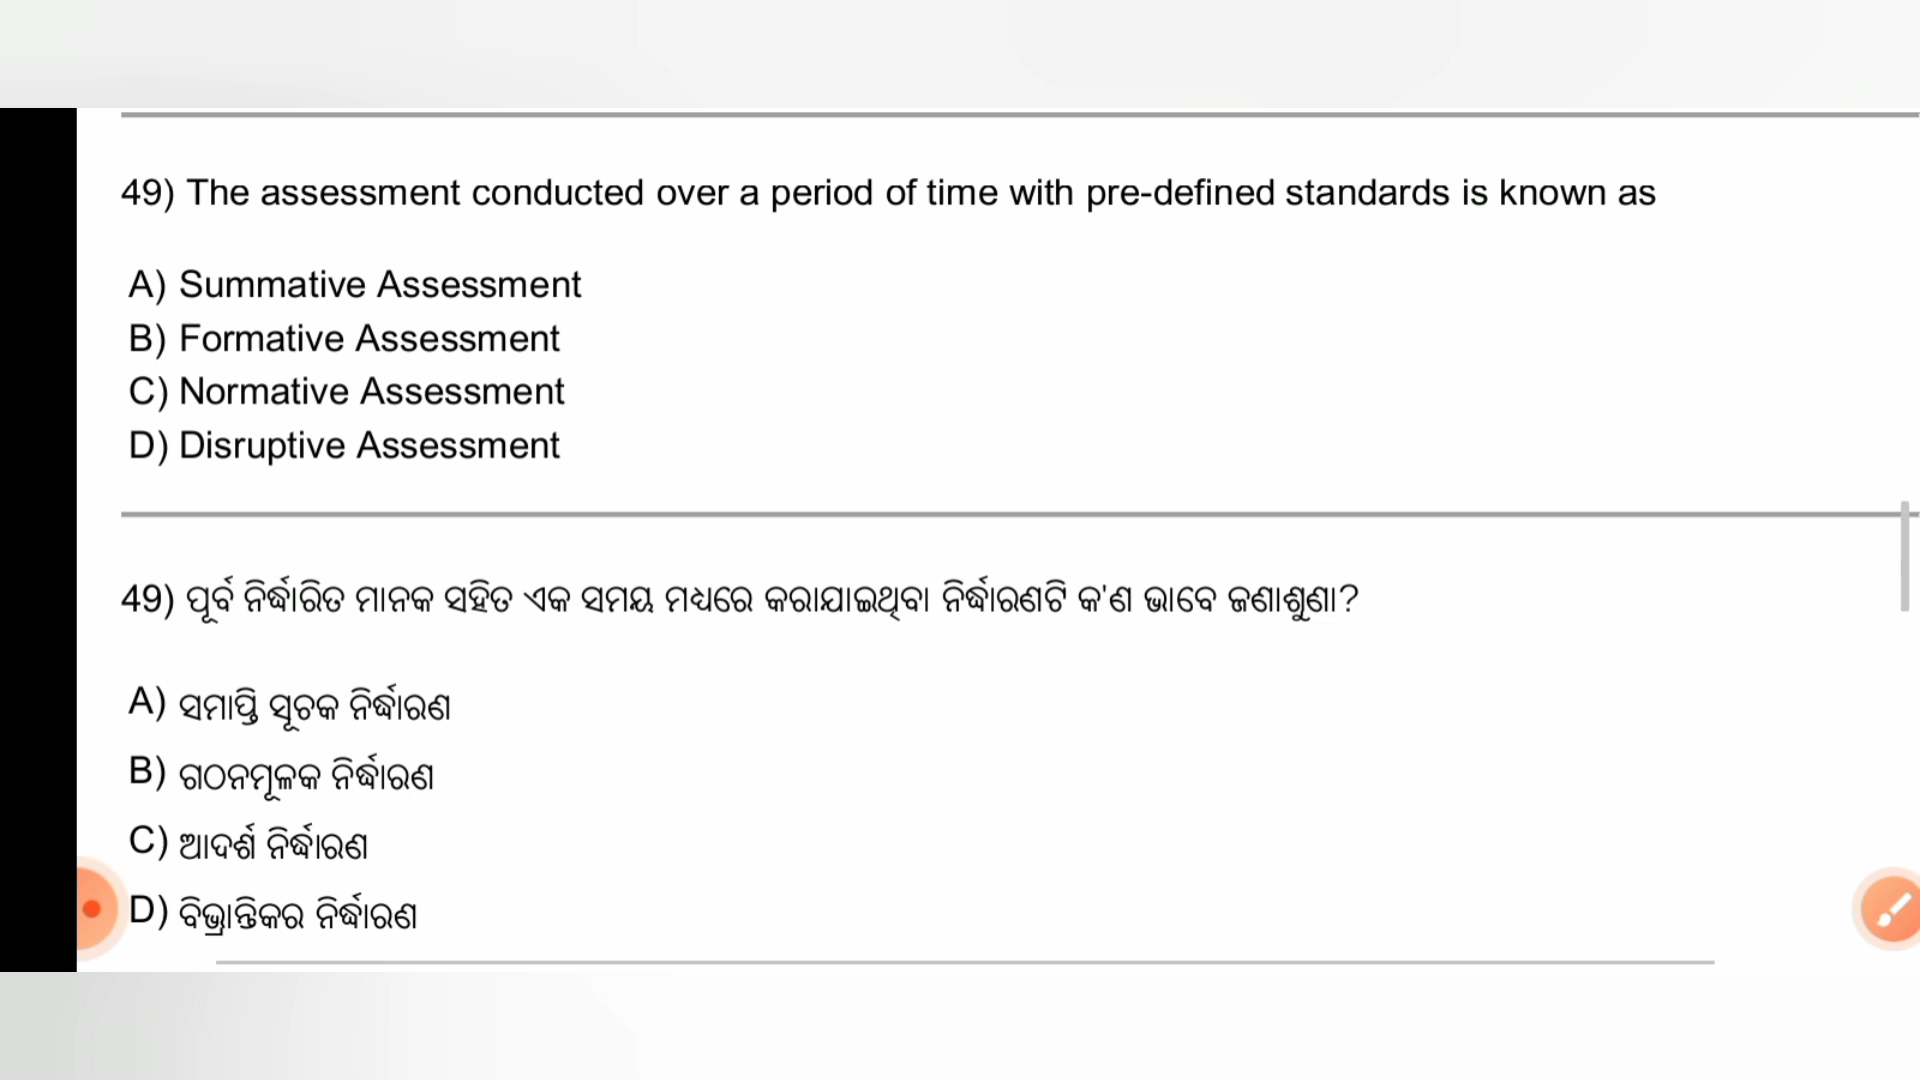 49) The assessment conducted over a period of time with pre-defined standards is known as
A) Summative Assessment
B) Formative Assessment
C) Normative Assessment
D) Disruptive Assessment
49) ପୂର୍ବ ନିର୍ଦ୍ଧାରିତ ମାନକ ସହିତ ଏକ ସମୟ ମଧ୍ୟରେ କରାଯାଇଥିବା ନିର୍ଦ୍ଧାରଣଟି କ'ଣ ଭାବେ ଜଣାଶୁଣା?
A) ସମାପ୍ତି ସୂଚକ ନିର୍ଦ୍ଧାରଣ
B) ଗଠନମୂଳକ ନିର୍ଦ୍ଧାରଣ
C) ଆଦର୍ଶ ନିର୍ଦ୍ଧାରଣ
D) ବିଭ୍ରାନ୍ତିକର ନିର୍ଦ୍ଧାରଣ